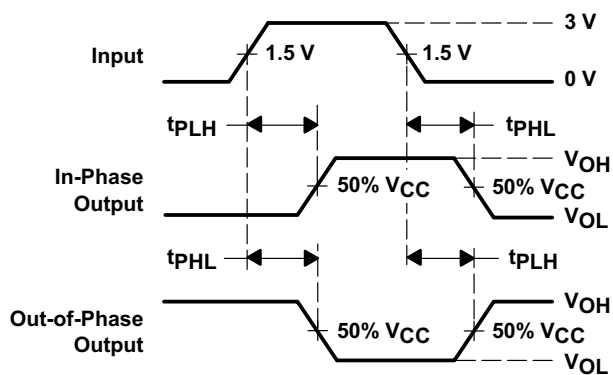 3 V
Input
1.5 V
1.5 V
0 V
tPLH
tPHL
VOH
In-Phase
Output
50% VCC
50% VCC
VOL
tPHL
tPLH
VOH
Out-of-Phase
Output
50% VCC
50% VCC
VOL